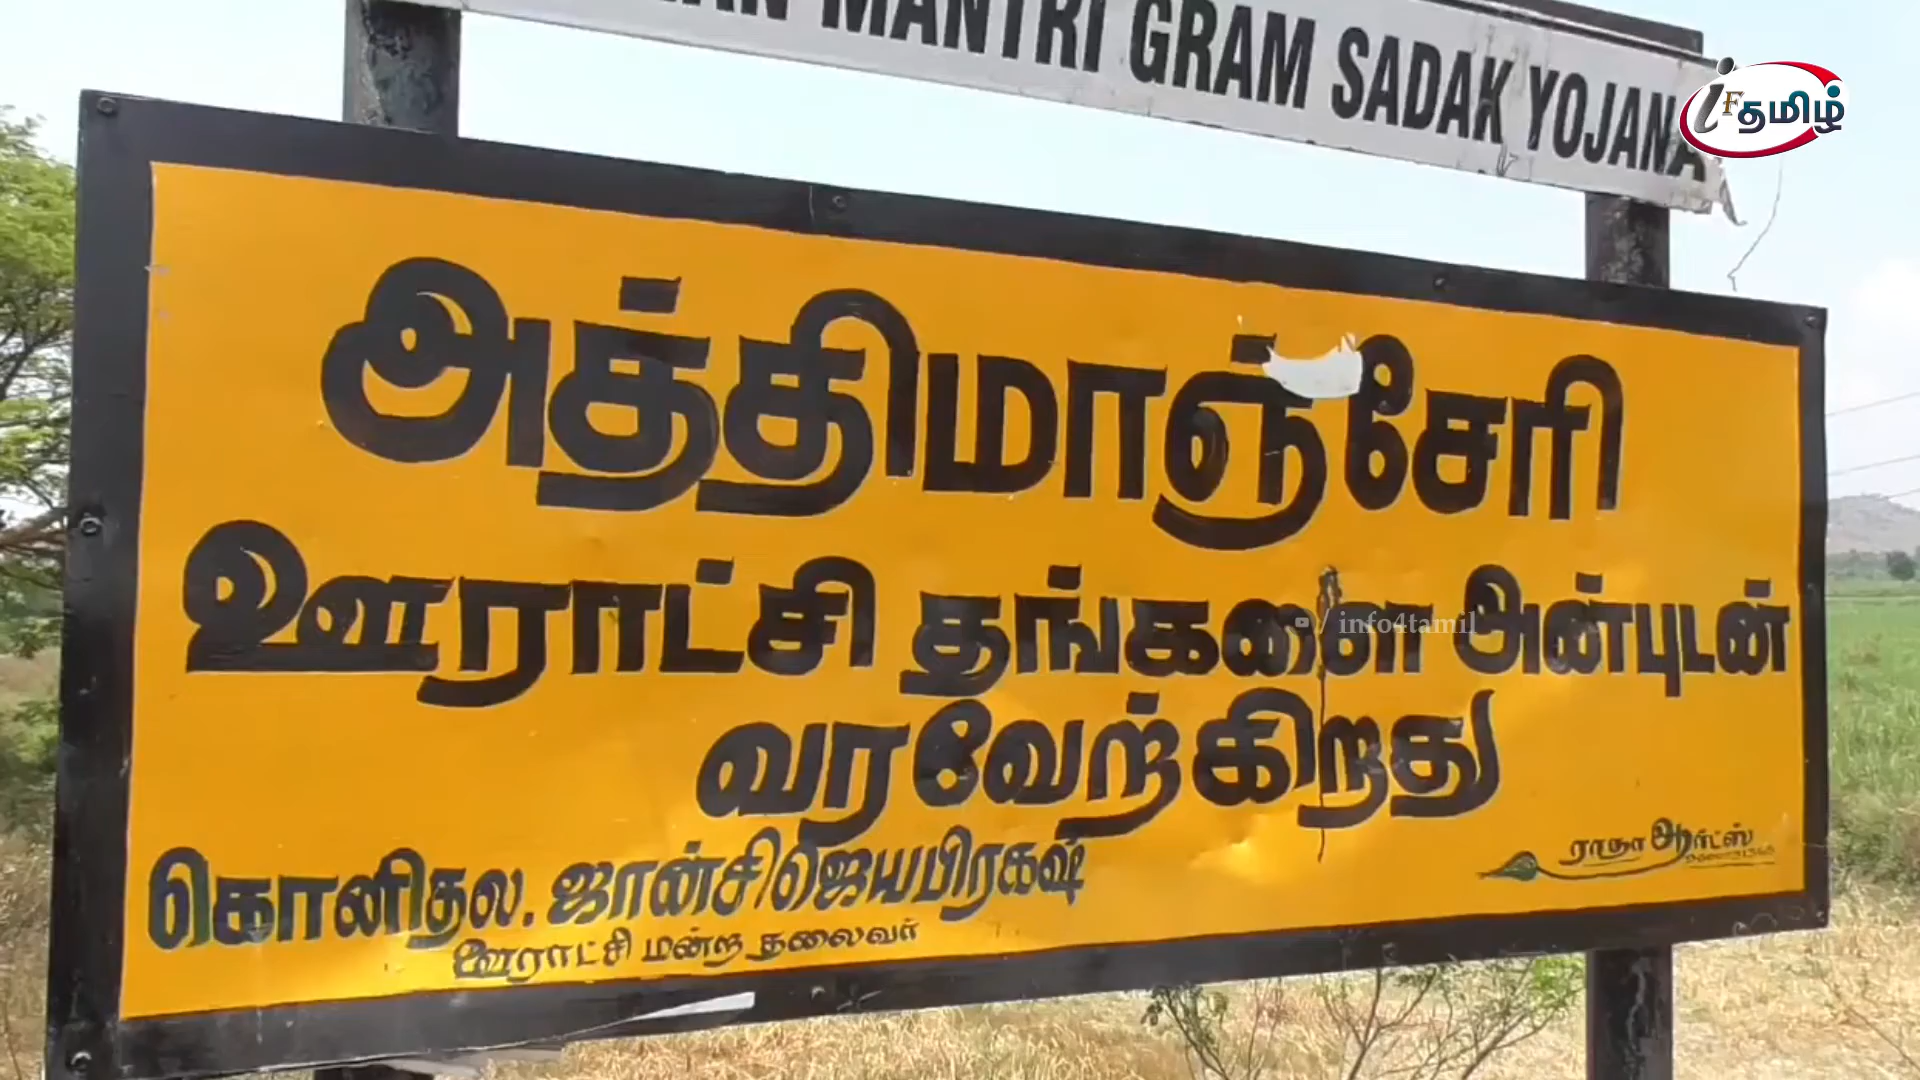 MANTRI GRAM SADAK YOJANA
iF தமிழ்
அத்திமாஞ்சேரி
ஊராட்சி தங்களை அன்புடன்
info4tamil
வரவேற்கிறது
ராதா ஆர்ட்ஸ்
கொனிதல. ஜான்சிஜெயபிரகஷ்
ஊராட்சி மன்ற தலைவர்